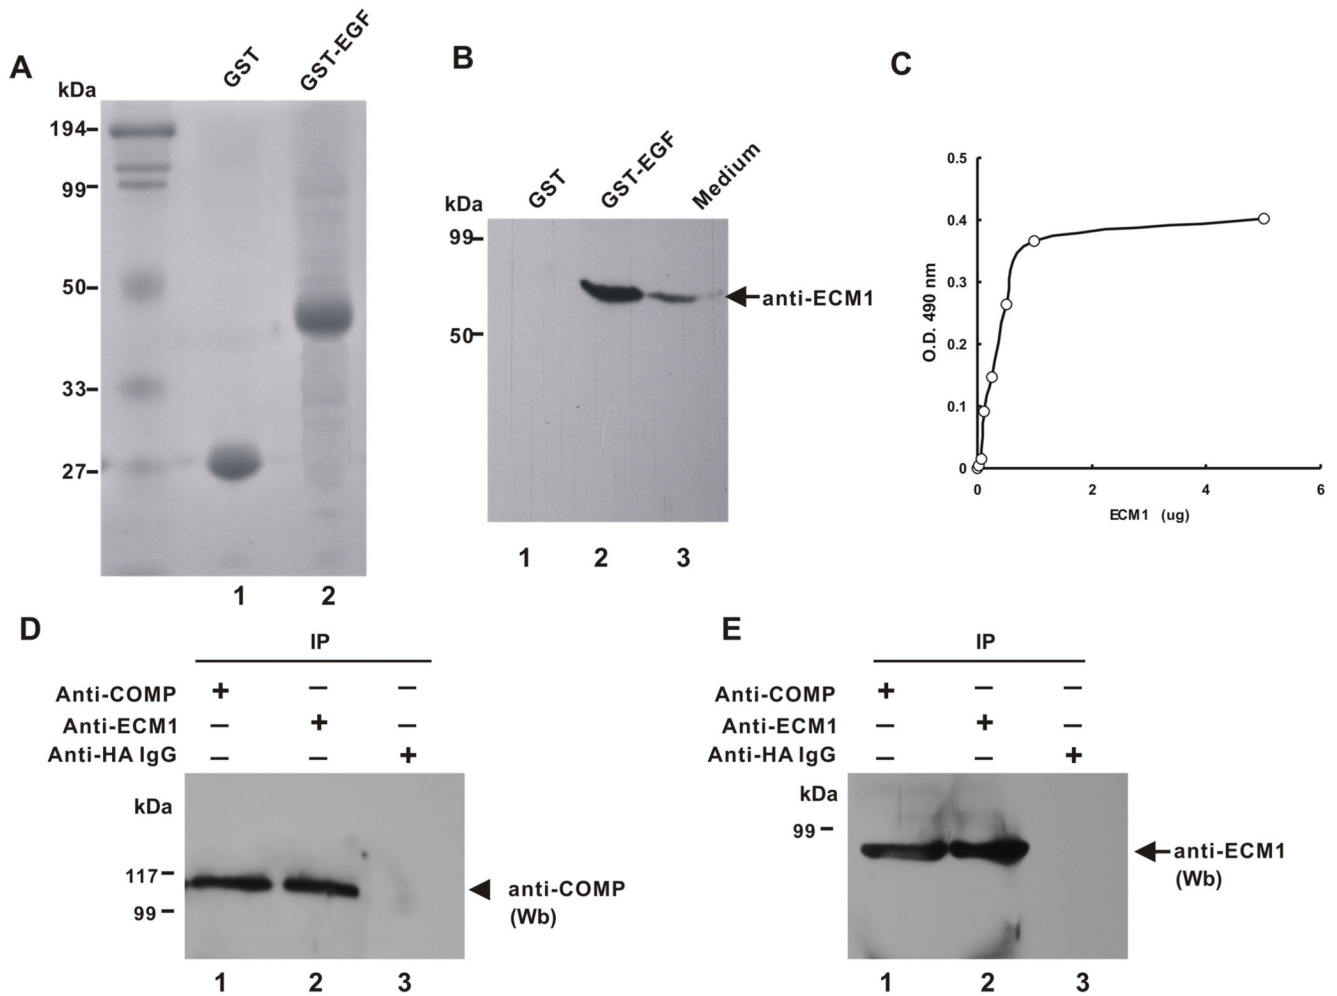 A
kDa
GST
GST-EGF
194
99
50
33
27
1 2
B
kDa
GST
GST-EGF
Medium
99
50
anti-ECM1
1 2 3
C
0.5
0.4
0.3
0.2
0.1
0
O.D. 490 nm
0 2 4 6
ECM1 (ug)
D
IP
Anti-COMP + – –
Anti-ECM1 – + –
Anti-HA IgG – – +
kDa
117
99
anti-COMP
(Wb)
1 2 3
E
IP
Anti-COMP + – –
Anti-ECM1 – + –
Anti-HA IgG – – +
kDa
99
anti-ECM1
(Wb)
1 2 3